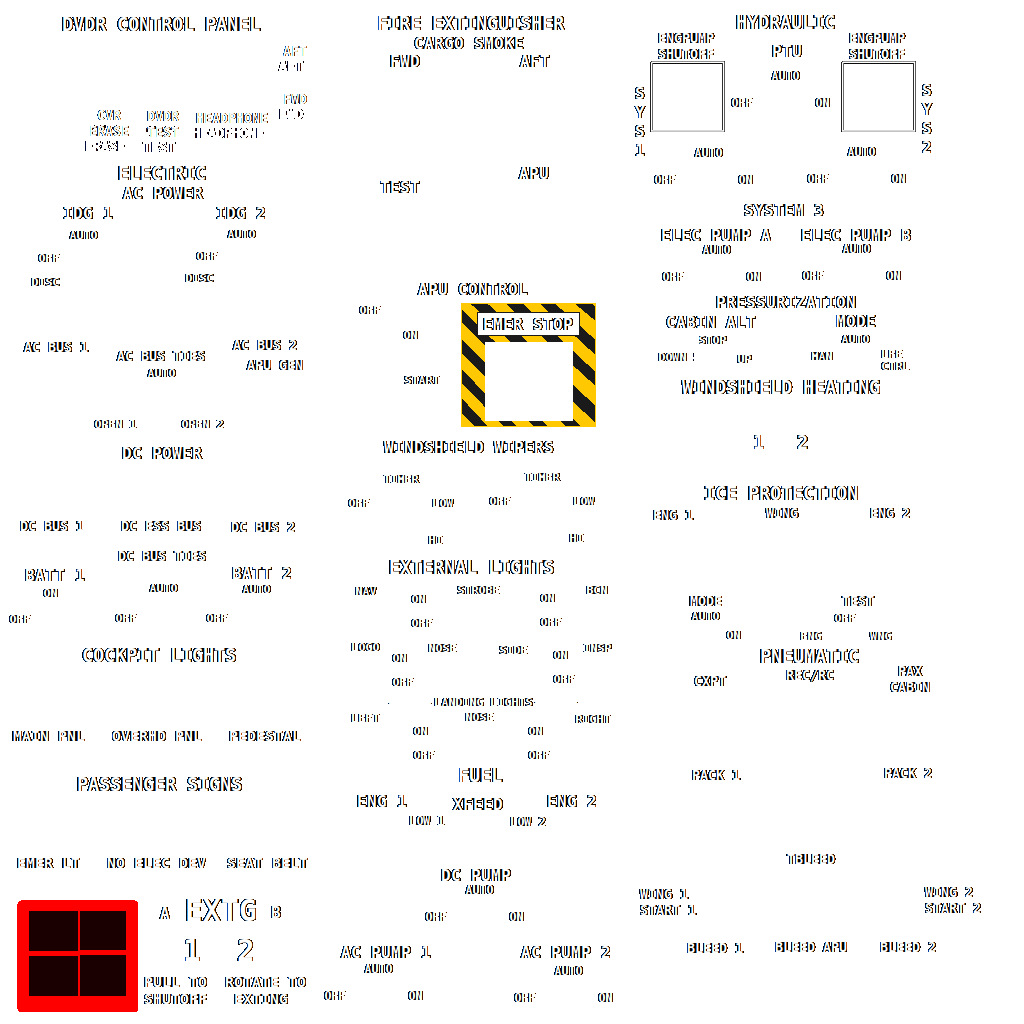 DVDR CONTROL PANEL
AFT
AFT
FWD
FWD
CVR
ERASE
ERASE
DVDR
TEST
TEST
HEADPHONE
HEADPHONE
ELECTRIC
AC POWER
IDG 1 IDG 2
AUTO AUTO
OFF OFF
DISC DISC
AC BUS 1 AC BUS TIES AC BUS 2
AUTO APU GEN
OPEN 1 OPEN 2
DC POWER
DC BUS 1 DC ESS BUS DC BUS 2
DC BUS TIES
BATT 1 BATT 2
ON AUTO AUTO
OFF OFF OFF
COCKPIT LIGHTS
MAIN PNL OVERHD PNL PEDESTAL
PASSENGER SIGNS
EMER LT NO ELEC DEV SEAT BELT
A EXTG B
1 2
PULL TO ROTATE TO
SHUTOFF EXTING
FIRE EXTINGUISHER
CARGO SMOKE
FWD AFT
APU
TEST
APU CONTROL
OFF
ON
START
EMER STOP
WINDSHIELD WIPERS
TIMER TIMER
OFF LOW OFF LOW
HI HI
EXTERNAL LIGHTS
NAV STROBE BCN
ON ON
OFF OFF
LOGO NOSE SIDE INSP
ON ON
OFF OFF
LANDING LIGHTS
LEFT NOSE RIGHT
ON ON
OFF OFF
FUEL
ENG 1 XFEED ENG 2
LOW 1 LOW 2
DC PUMP
AUTO
OFF ON
AC PUMP 1 AC PUMP 2
AUTO AUTO
OFF ON OFF ON
HYDRAULIC
ENGPUMP
SHUTOFF
PTU
ENGPUMP
SHUTOFF
AUTO
OFF ON
SYS1
SYS2
AUTO AUTO
OFF ON OFF ON
SYSTEM 3
ELEC PUMP A ELEC PUMP B
AUTO AUTO
OFF ON OFF ON
PRESSURIZATION
CABIN ALT MODE
STOP AUTO
DOWN UP MAN LFE
CTRL
WINDSHIELD HEATING
1 2
ICE PROTECTION
ENG 1 WING ENG 2
MODE TEST
AUTO OFF
ON ENG WNG
PNEUMATIC
CKPT REC/RC PAX
CABIN
PACK 1 PACK 2
TBLEED
WING 1 WING 2
START 1 START 2
BLEED 1 BLEED APU BLEED 2